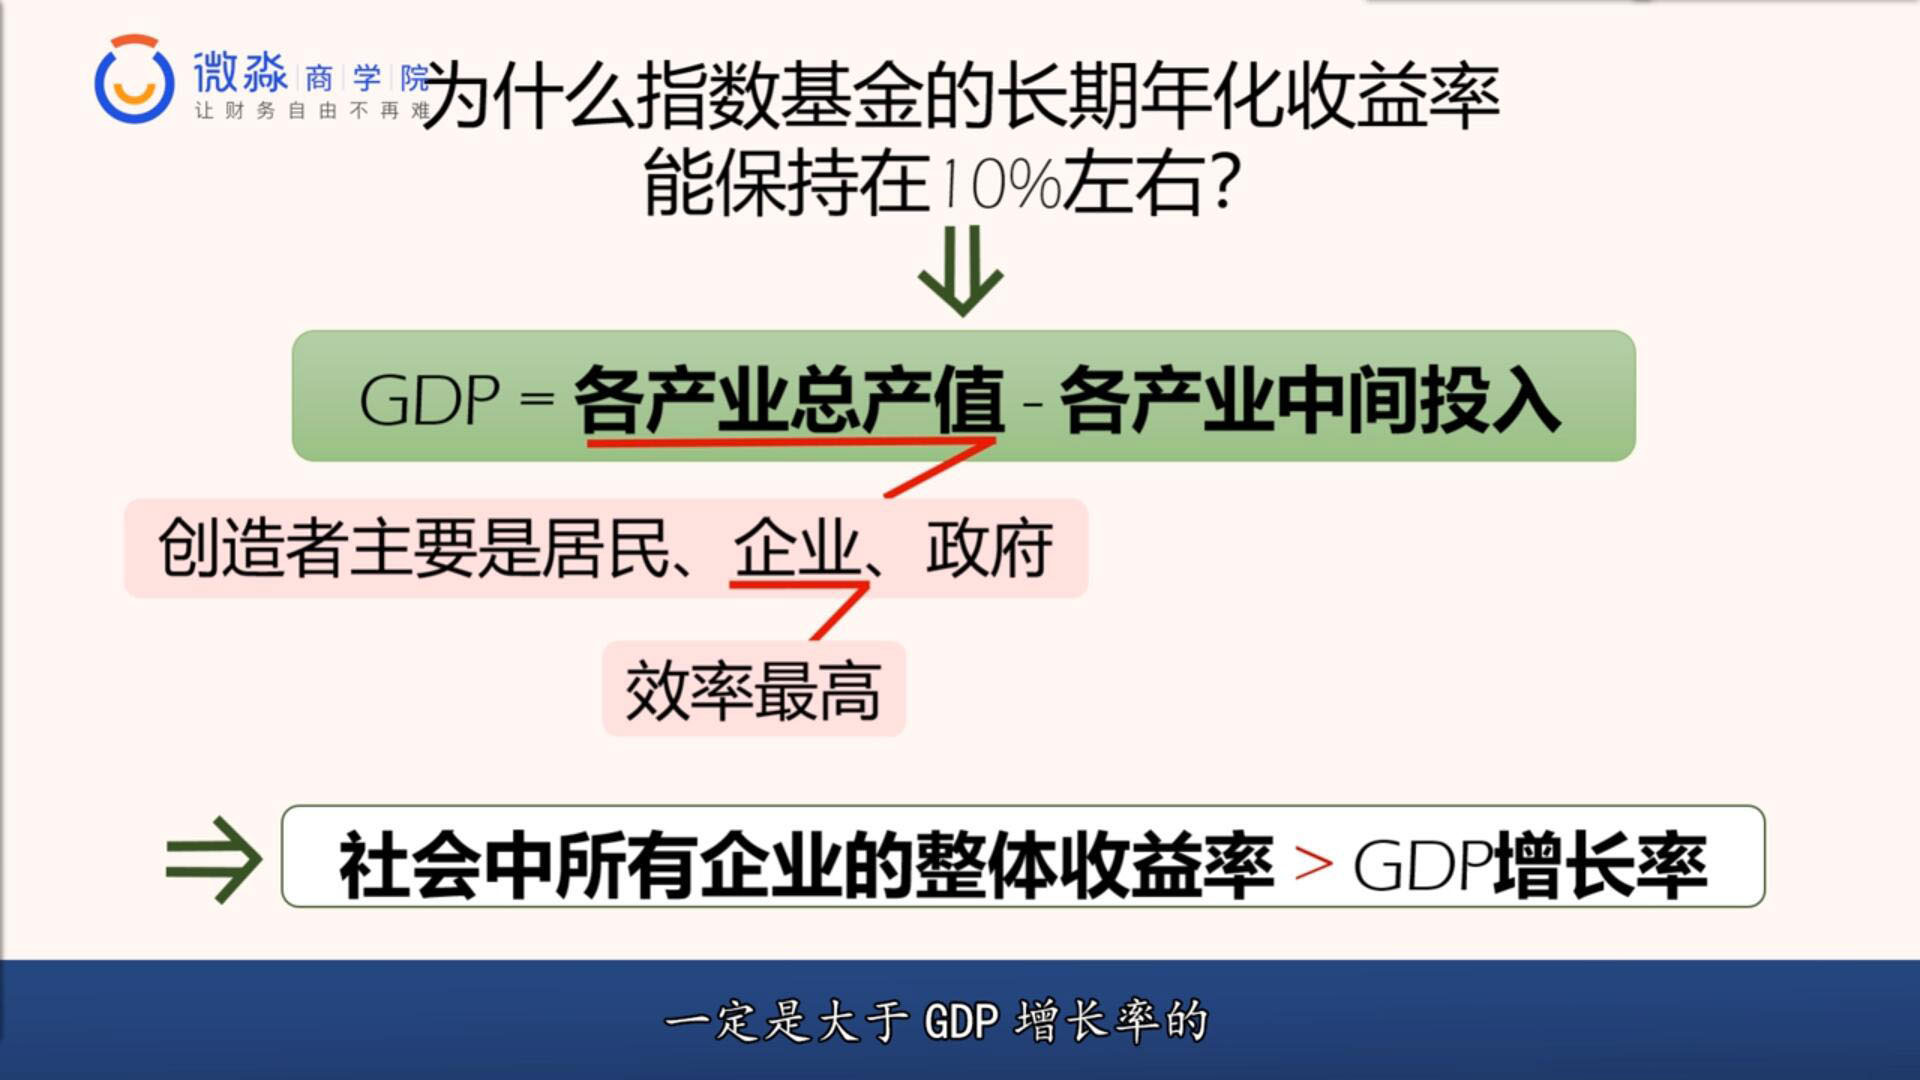 微淼商学院
让财务自由不再难
为什么指数基金的长期年化收益率
能保持在10%左右?
GDP = 各产业总产值 - 各产业中间投入
创造者主要是居民、企业、政府
效率最高
社会中所有企业的整体收益率 > GDP增长率
一定是大于 GDP 增长率的